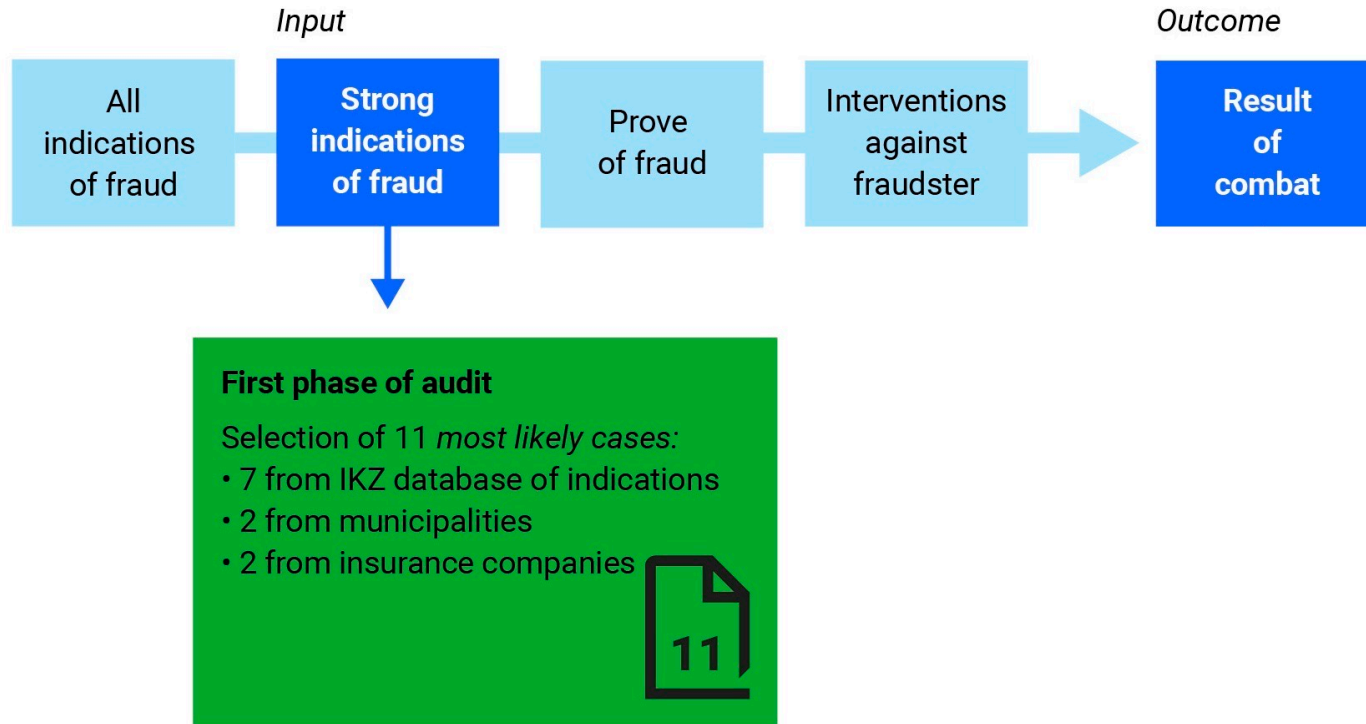 Input
Outcome
All
indications
of fraud
Strong
indications
of fraud
Prove
of fraud
Interventions
against
fraudster
Result
of
combat
First phase of audit
Selection of 11 most likely cases:
• 7 from IKZ database of indications
• 2 from municipalities
• 2 from insurance companies
11